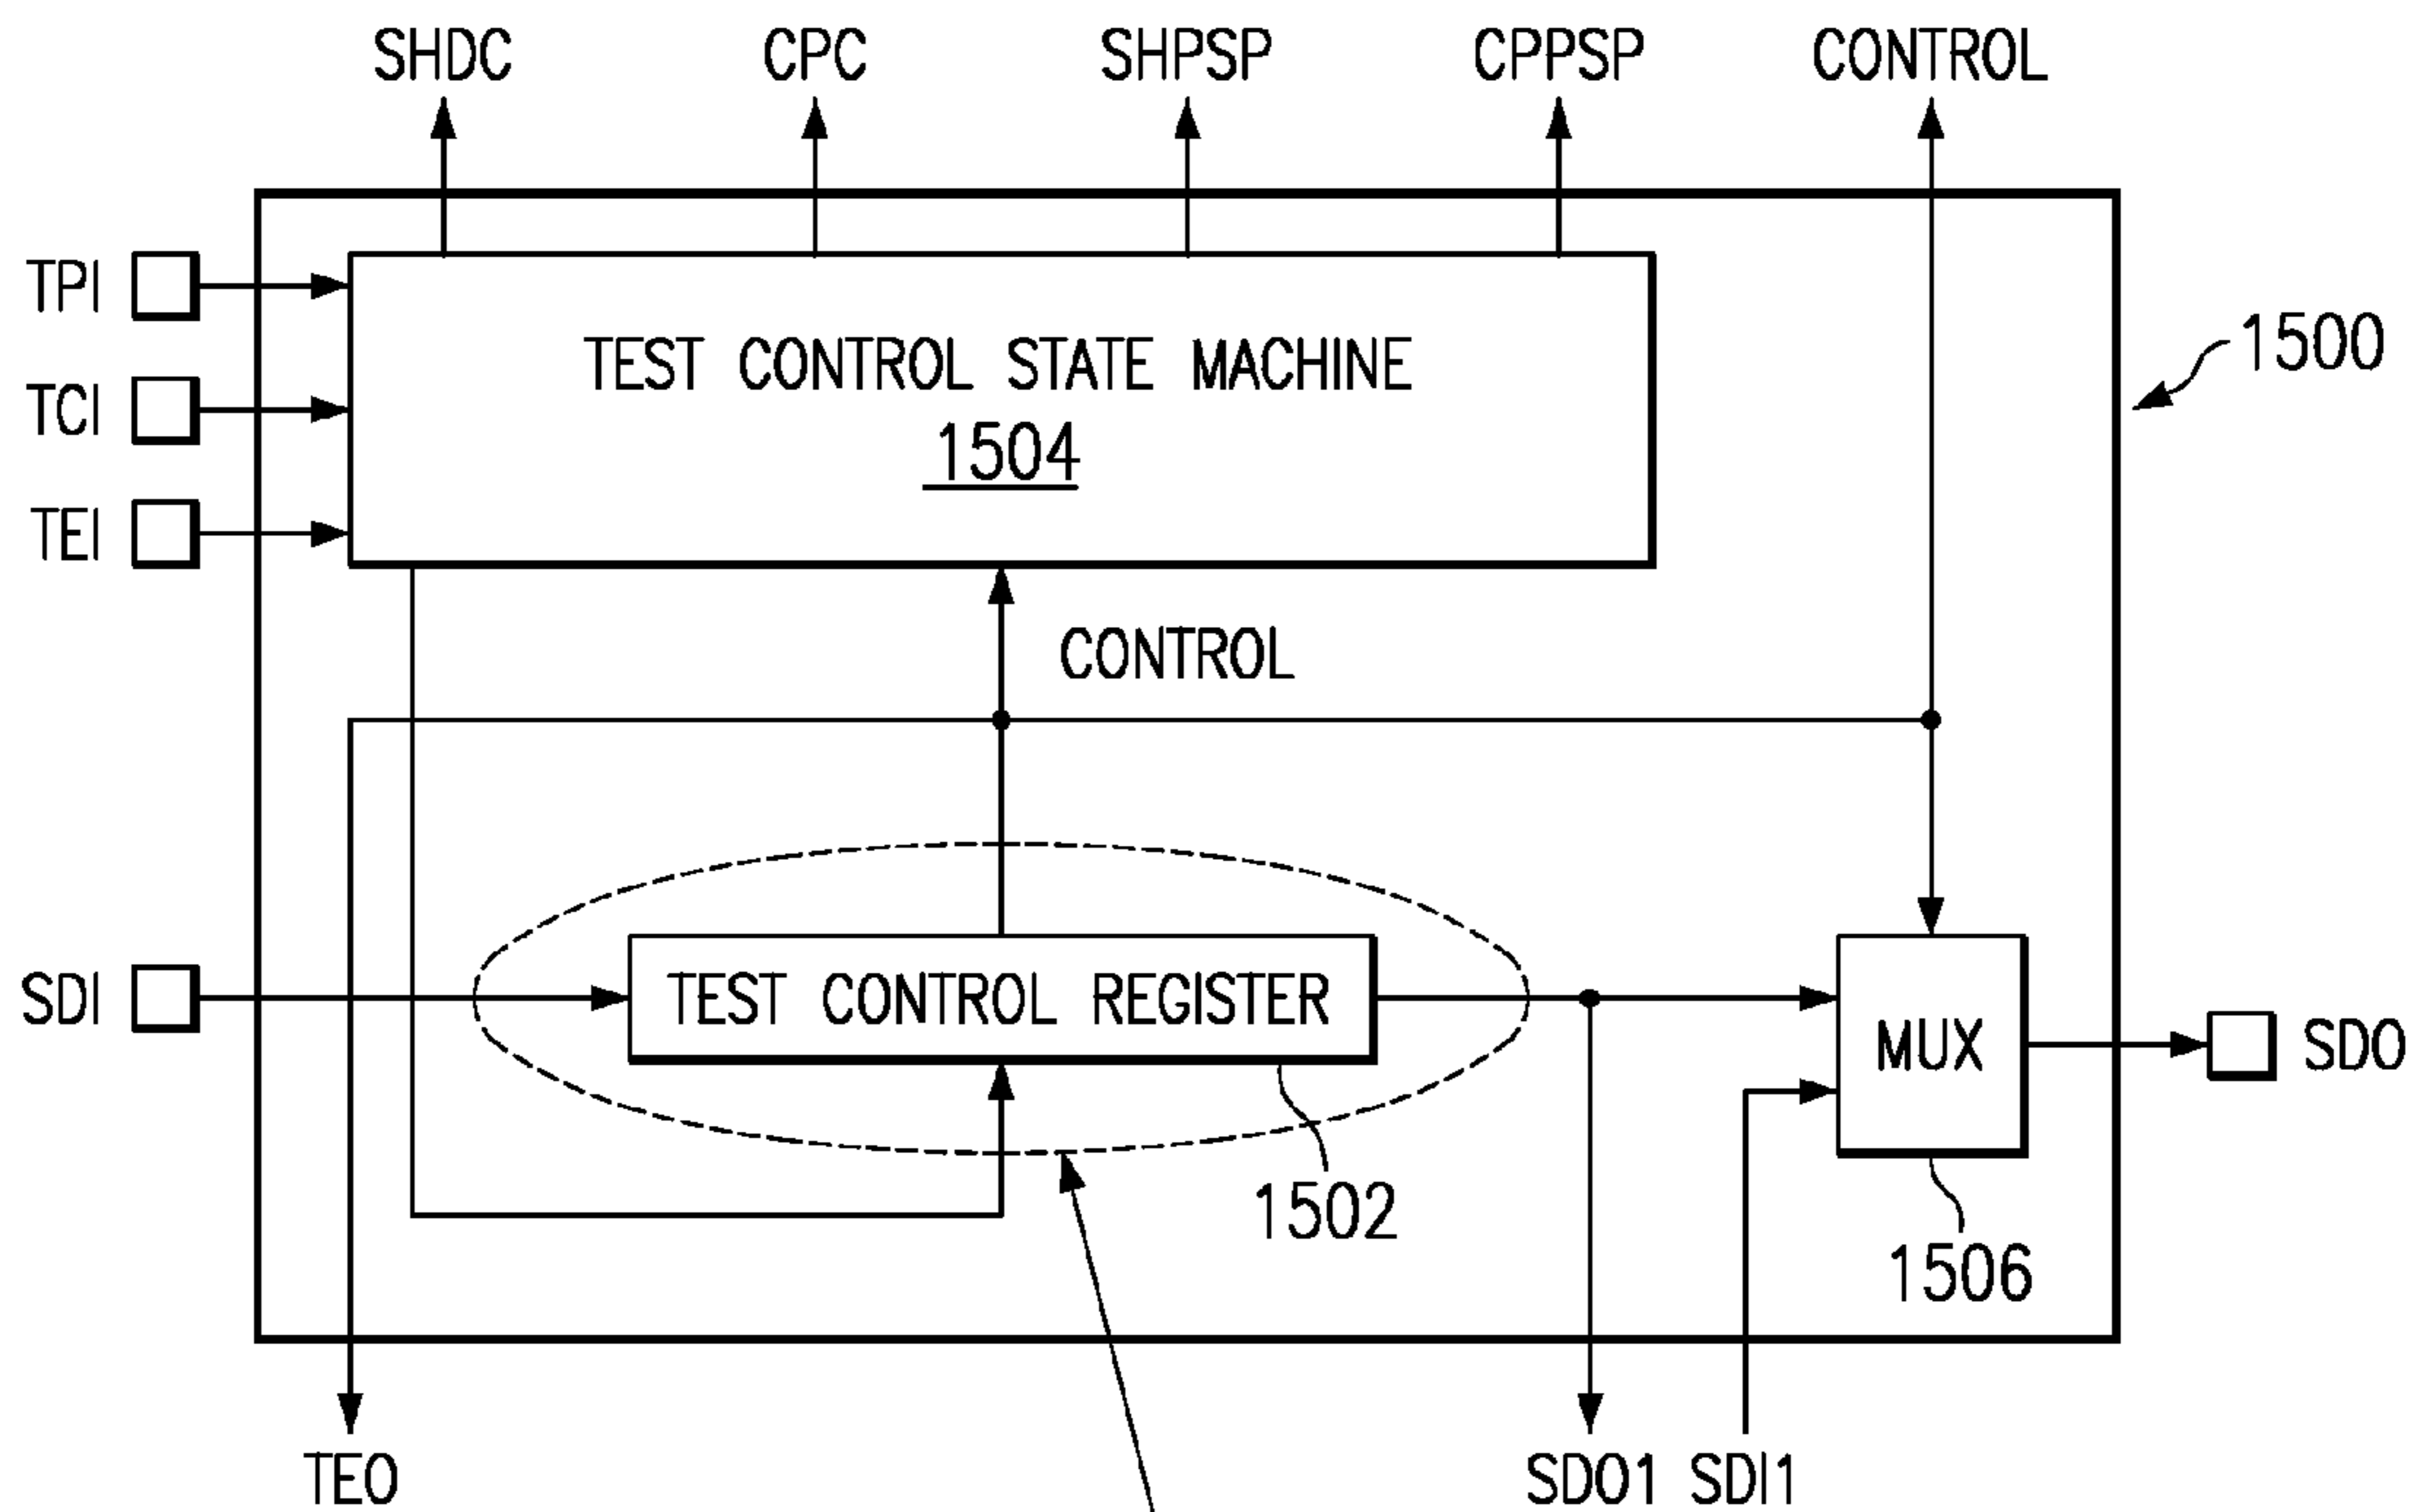 SHDC CPC SHPSP CPPSP CONTROL
TPI
TEST CONTROL STATE MACHINE
1500
TCI
1504
TEI
CONTROL
SDI
TEST CONTROL REGISTER
MUX
SDO
1502
1506
TEO
SDO1 SDI1